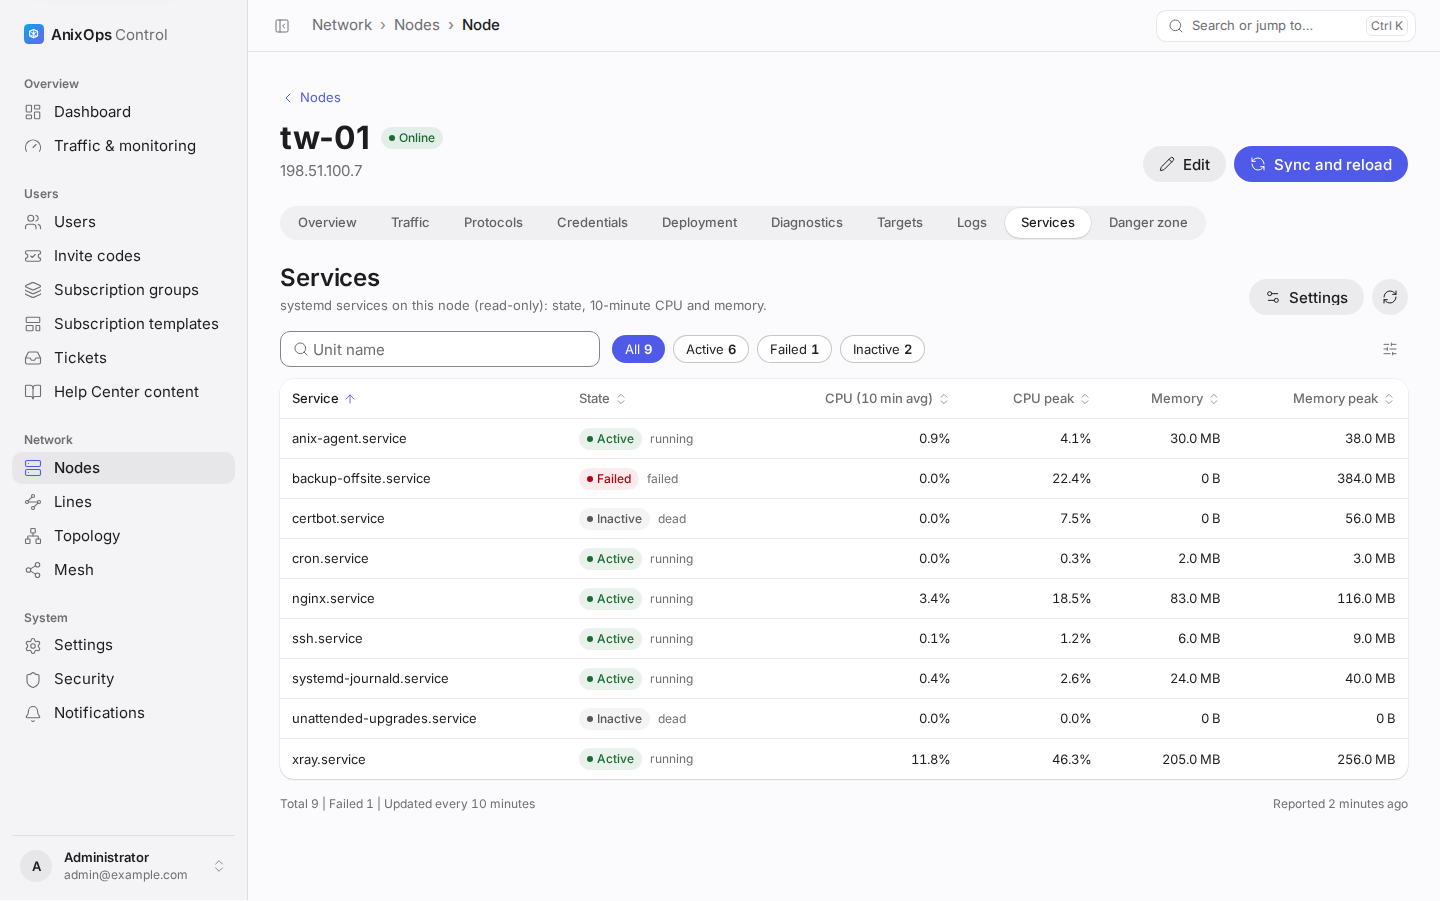 AnixOps Control
Network › Nodes › Node
Search or jump to... Ctrl K
Overview
Dashboard
Traffic & monitoring
Users
Users
Invite codes
Subscription groups
Subscription templates
Tickets
Help Center content
Network
Nodes
Lines
Topology
Mesh
System
Settings
Security
Notifications
A
Administrator
admin@example.com
Nodes
tw-01 Online
198.51.100.7
Edit Sync and reload
Overview Traffic Protocols Credentials Deployment Diagnostics Targets Logs Services Danger zone
Services
systemd services on this node (read-only): state, 10-minute CPU and memory.
Settings
Unit name All 9 Active 6 Failed 1 Inactive 2
Service State CPU (10 min avg) CPU peak Memory Memory peak
anix-agent.service Active running 0.9% 4.1% 30.0 MB 38.0 MB
backup-offsite.service Failed failed 0.0% 22.4% 0 B 384.0 MB
certbot.service Inactive dead 0.0% 7.5% 0 B 56.0 MB
cron.service Active running 0.0% 0.3% 2.0 MB 3.0 MB
nginx.service Active running 3.4% 18.5% 83.0 MB 116.0 MB
ssh.service Active running 0.1% 1.2% 6.0 MB 9.0 MB
systemd-journald.service Active running 0.4% 2.6% 24.0 MB 40.0 MB
unattended-upgrades.service Inactive dead 0.0% 0.0% 0 B 0 B
xray.service Active running 11.8% 46.3% 205.0 MB 256.0 MB
Total 9 | Failed 1 | Updated every 10 minutes Reported 2 minutes ago